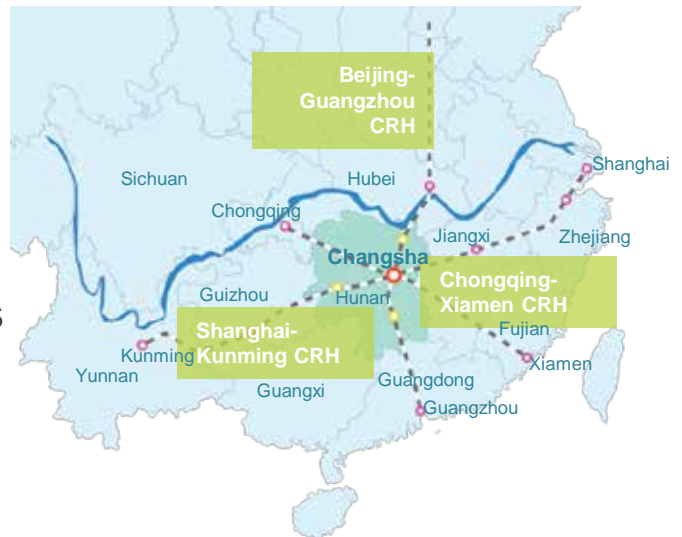 Beijing-
Guangzhou
CRH
Shanghai
Sichuan
Hubei
Chongqing
Jiangxi
Zhejiang
Changsha
Chongqing-
Xiamen CRH
Guizhou
Hunan
S
Shanghai-
Kunming CRH
Fujian
Kunming
Xiamen
Yunnan
Guangxi
Guangdong
Guangzhou